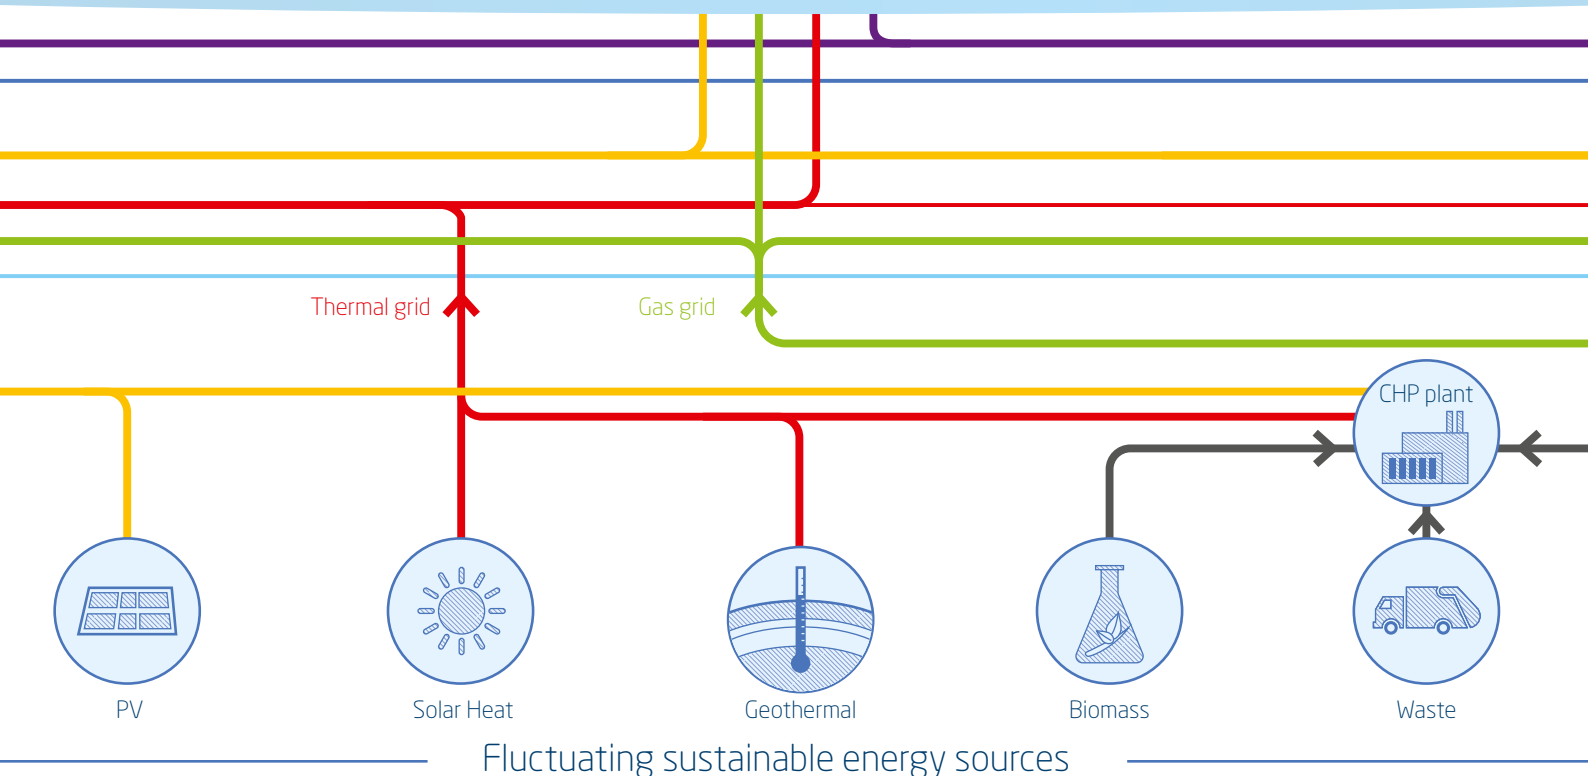 Thermal grid
Gas grid
CHP plant
PV
Solar Heat
Geothermal
Biomass
Waste
Fluctuating sustainable energy sources